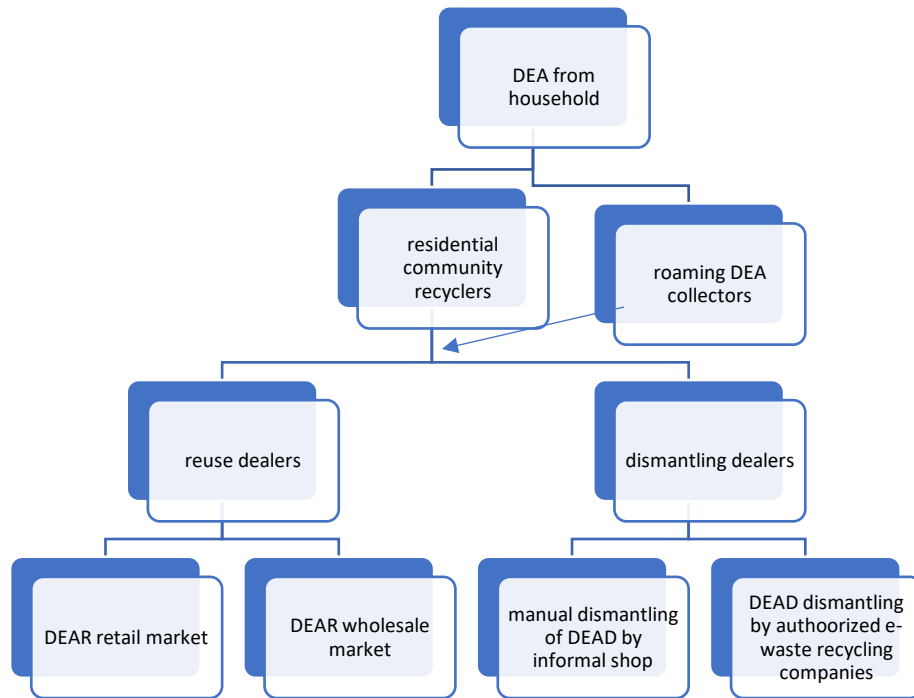 DEA from
household
residential
community
recyclers
roaming DEA
collectors
reuse dealers
dismantling dealers
DEAR retail market
DEAR wholesale
market
manual dismantling
of DEAD by
informal shop
DEAD dismantling
by authoorized e-
waste recycling
companies